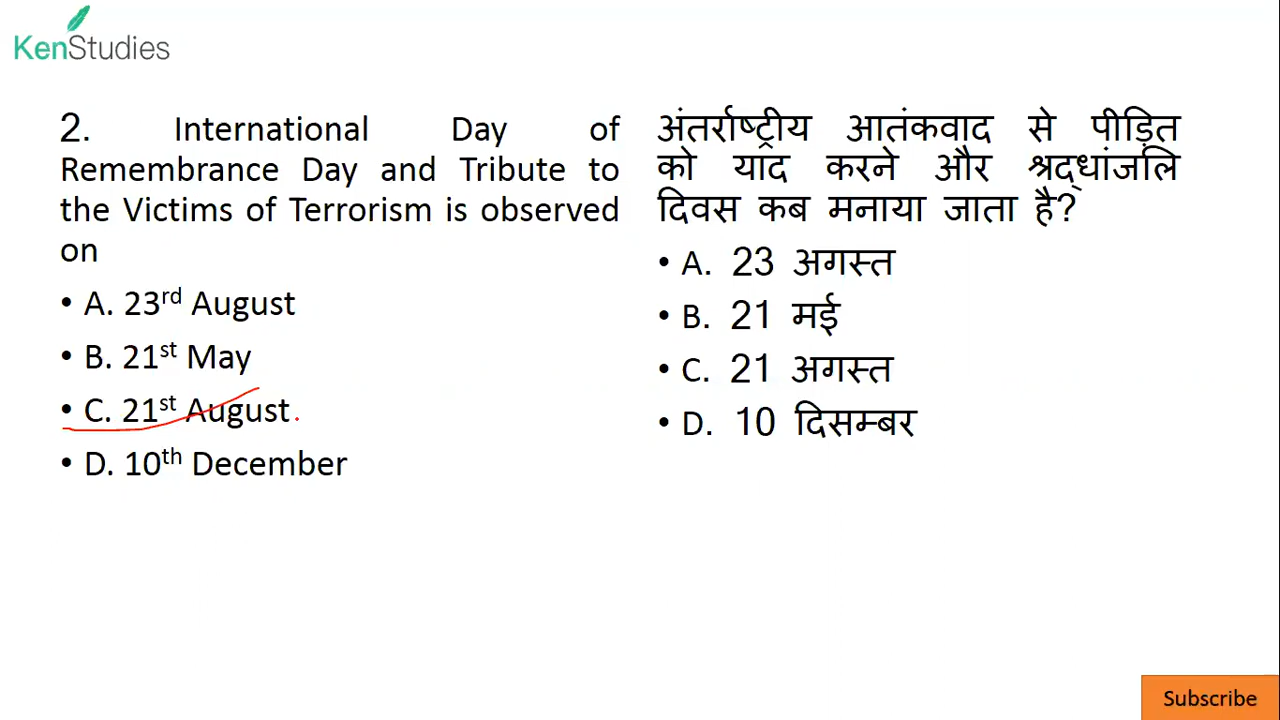 KenStudies
2. International Day of
Remembrance Day and Tribute to
the Victims of Terrorism is observed
on
• A. 23rd August
• B. 21st May
• C. 21st August
• D. 10th December
अंतर्राष्ट्रीय आतंकवाद से पीड़ित
को याद करने और श्रद्धांजलि
दिवस कब मनाया जाता है?
• A. 23 अगस्त
• B. 21 मई
• C. 21 अगस्त
• D. 10 दिसम्बर
Subscribe